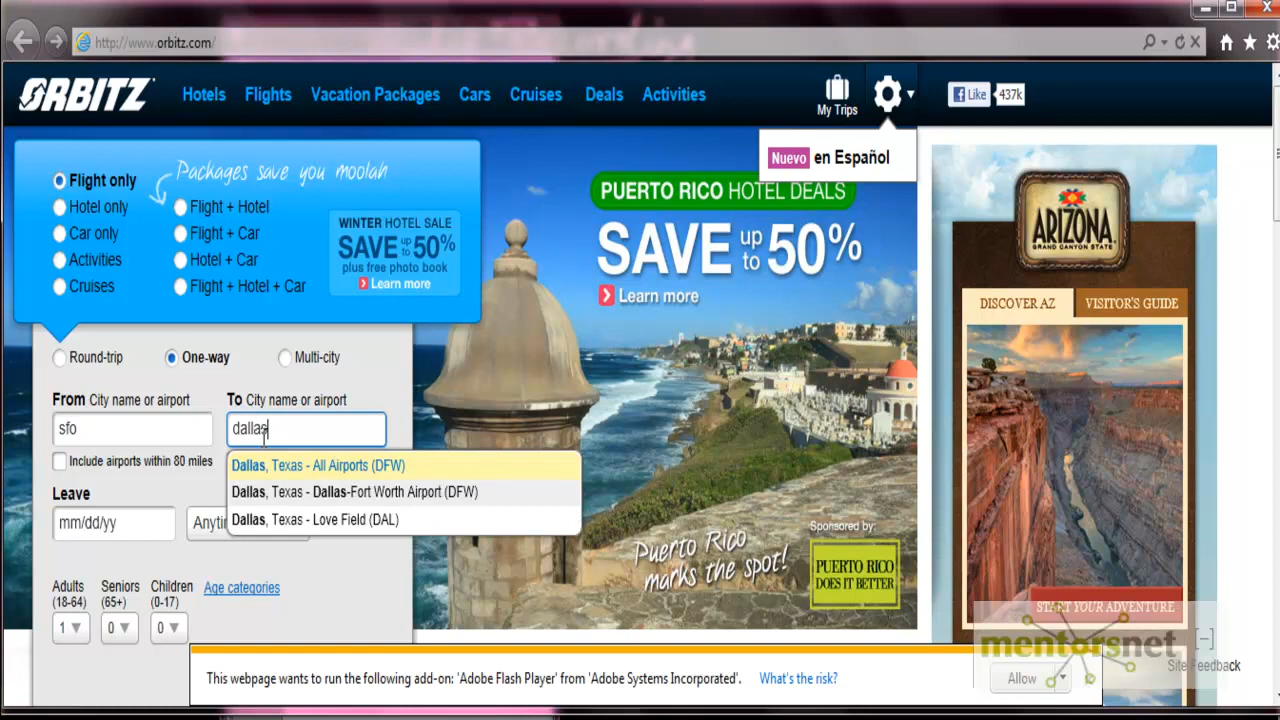 http://www.orbitz.com/
ORBITZ
Hotels Flights Vacation Packages Cars Cruises Deals Activities
My Trips
Like 437k
Nuevo en Español
Packages save you moolah
Flight only
Hotel only
Car only
Activities
Cruises
Flight + Hotel
Flight + Car
Hotel + Car
Flight + Hotel + Car
WINTER HOTEL SALE
SAVE up to 50%
plus free photo book
Learn more
PUERTO RICO HOTEL DEALS
SAVE up to 50%
Learn more
Puerto Rico
marks the spot!
Sponsored by:
PUERTO RICO
DOES IT BETTER
ARIZONA
GRAND CANYON STATE
DISCOVER AZ VISITOR'S GUIDE
START YOUR ADVENTURE
Round-trip One-way Multi-city
From City name or airport
To City name or airport
sfo
dallas
Include airports within 80 miles
Dallas, Texas - All Airports (DFW)
Dallas, Texas - Dallas-Fort Worth Airport (DFW)
Dallas, Texas - Love Field (DAL)
Leave
mm/dd/yy
Adults
(18-64)
Seniors
(65+)
Children
(0-17)
Age categories
1 0 0
mentorsnet
[-]
Site Feedback
This webpage wants to run the following add-on: 'Adobe Flash Player' from 'Adobe Systems Incorporated'. What's the risk?
Allow